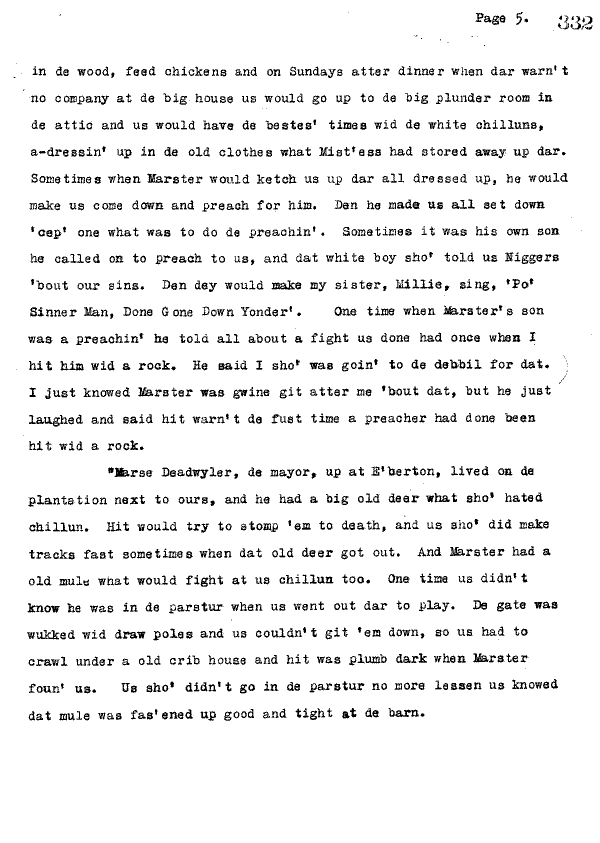 Page 5. 332
in de wood, feed chickens and on Sundays atter dinner when dar warn't
no company at de big house us would go up to de big plunder room in
de attic and us would have de bestes' times wid de white chilluns,
a-dressin' up in de old clothes what Mist'ess had stored away up dar.
Sometimes when Marster would ketch us up dar all dressed up, he would
make us come down and preach for him. Den he made us all set down
'cep' one what was to do de preachin'. Sometimes it was his own son
he called on to preach to us, and dat white boy sho' told us Niggers
'bout our sins. Den dey would make my sister, Millie, sing, 'Po'
Sinner Man, Done Gone Down Yonder'. One time when Marster's son
was a preachin' he told all about a fight us done had once when I
hit him wid a rock. He said I sho' was goin' to de debbil for dat.
I just knowed Marster was gwine git atter me 'bout dat, but he just
laughed and said hit warn't de fust time a preacher had done been
hit wid a rock.
"Marse Deadwyler, de mayor, up at E'berton, lived on de
plantation next to ours, and he had a big old deer what sho' hated
chillun. Hit would try to stomp 'em to death, and us sho' did make
tracks fast sometimes when dat old deer got out. And Marster had a
old mule what would fight at us chillun too. One time us didn't
know he was in de parstur when us went out dar to play. De gate was
wukked wid draw poles and us couldn't git 'em down, so us had to
crawl under a old crib house and hit was plumb dark when Marster
foun' us. Us sho' didn't go in de parstur no more lessen us knowed
dat mule was fas'ened up good and tight at de barn.